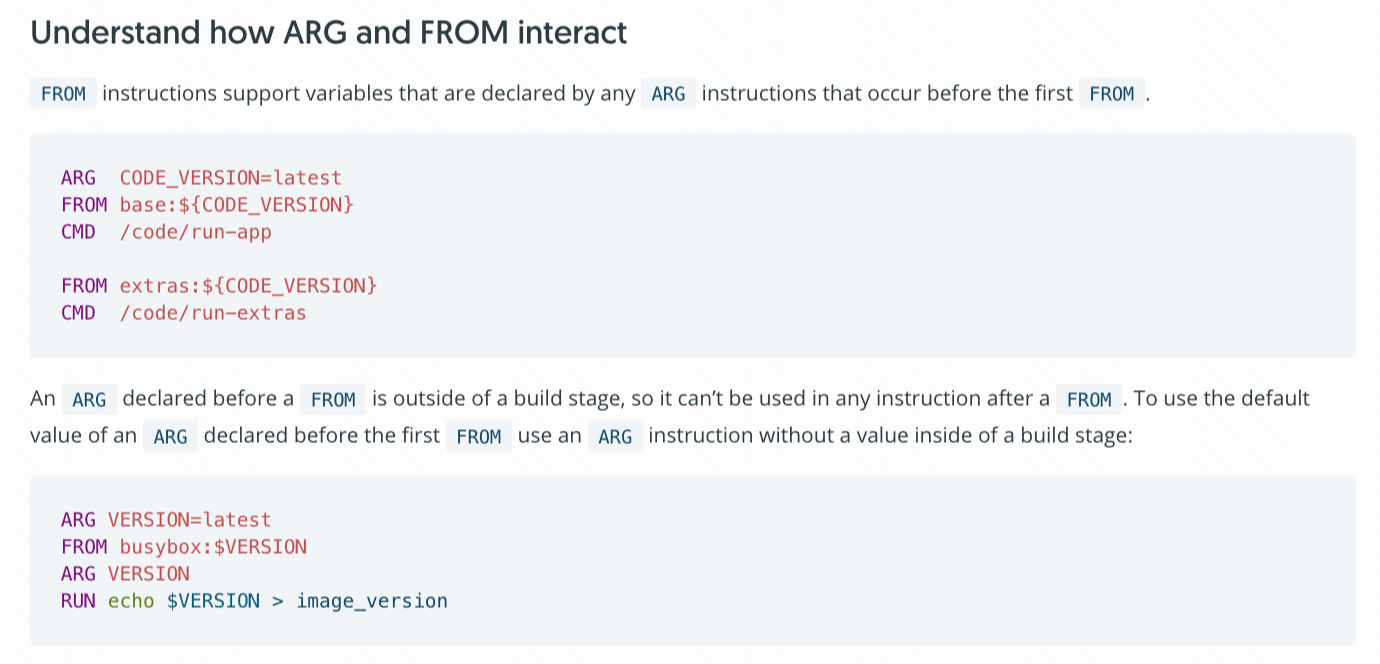 Understand how ARG and FROM interact
FROM instructions support variables that are declared by any ARG instructions that occur before the first FROM .
ARG  CODE_VERSION=latest
FROM base:${CODE_VERSION}
CMD  /code/run-app
FROM extras:${CODE_VERSION}
CMD  /code/run-extras
An ARG declared before a FROM is outside of a build stage, so it can’t be used in any instruction after a FROM . To use the default
value of an ARG declared before the first FROM use an ARG instruction without a value inside of a build stage:
ARG VERSION=latest
FROM busybox:$VERSION
ARG VERSION
RUN echo $VERSION > image_version